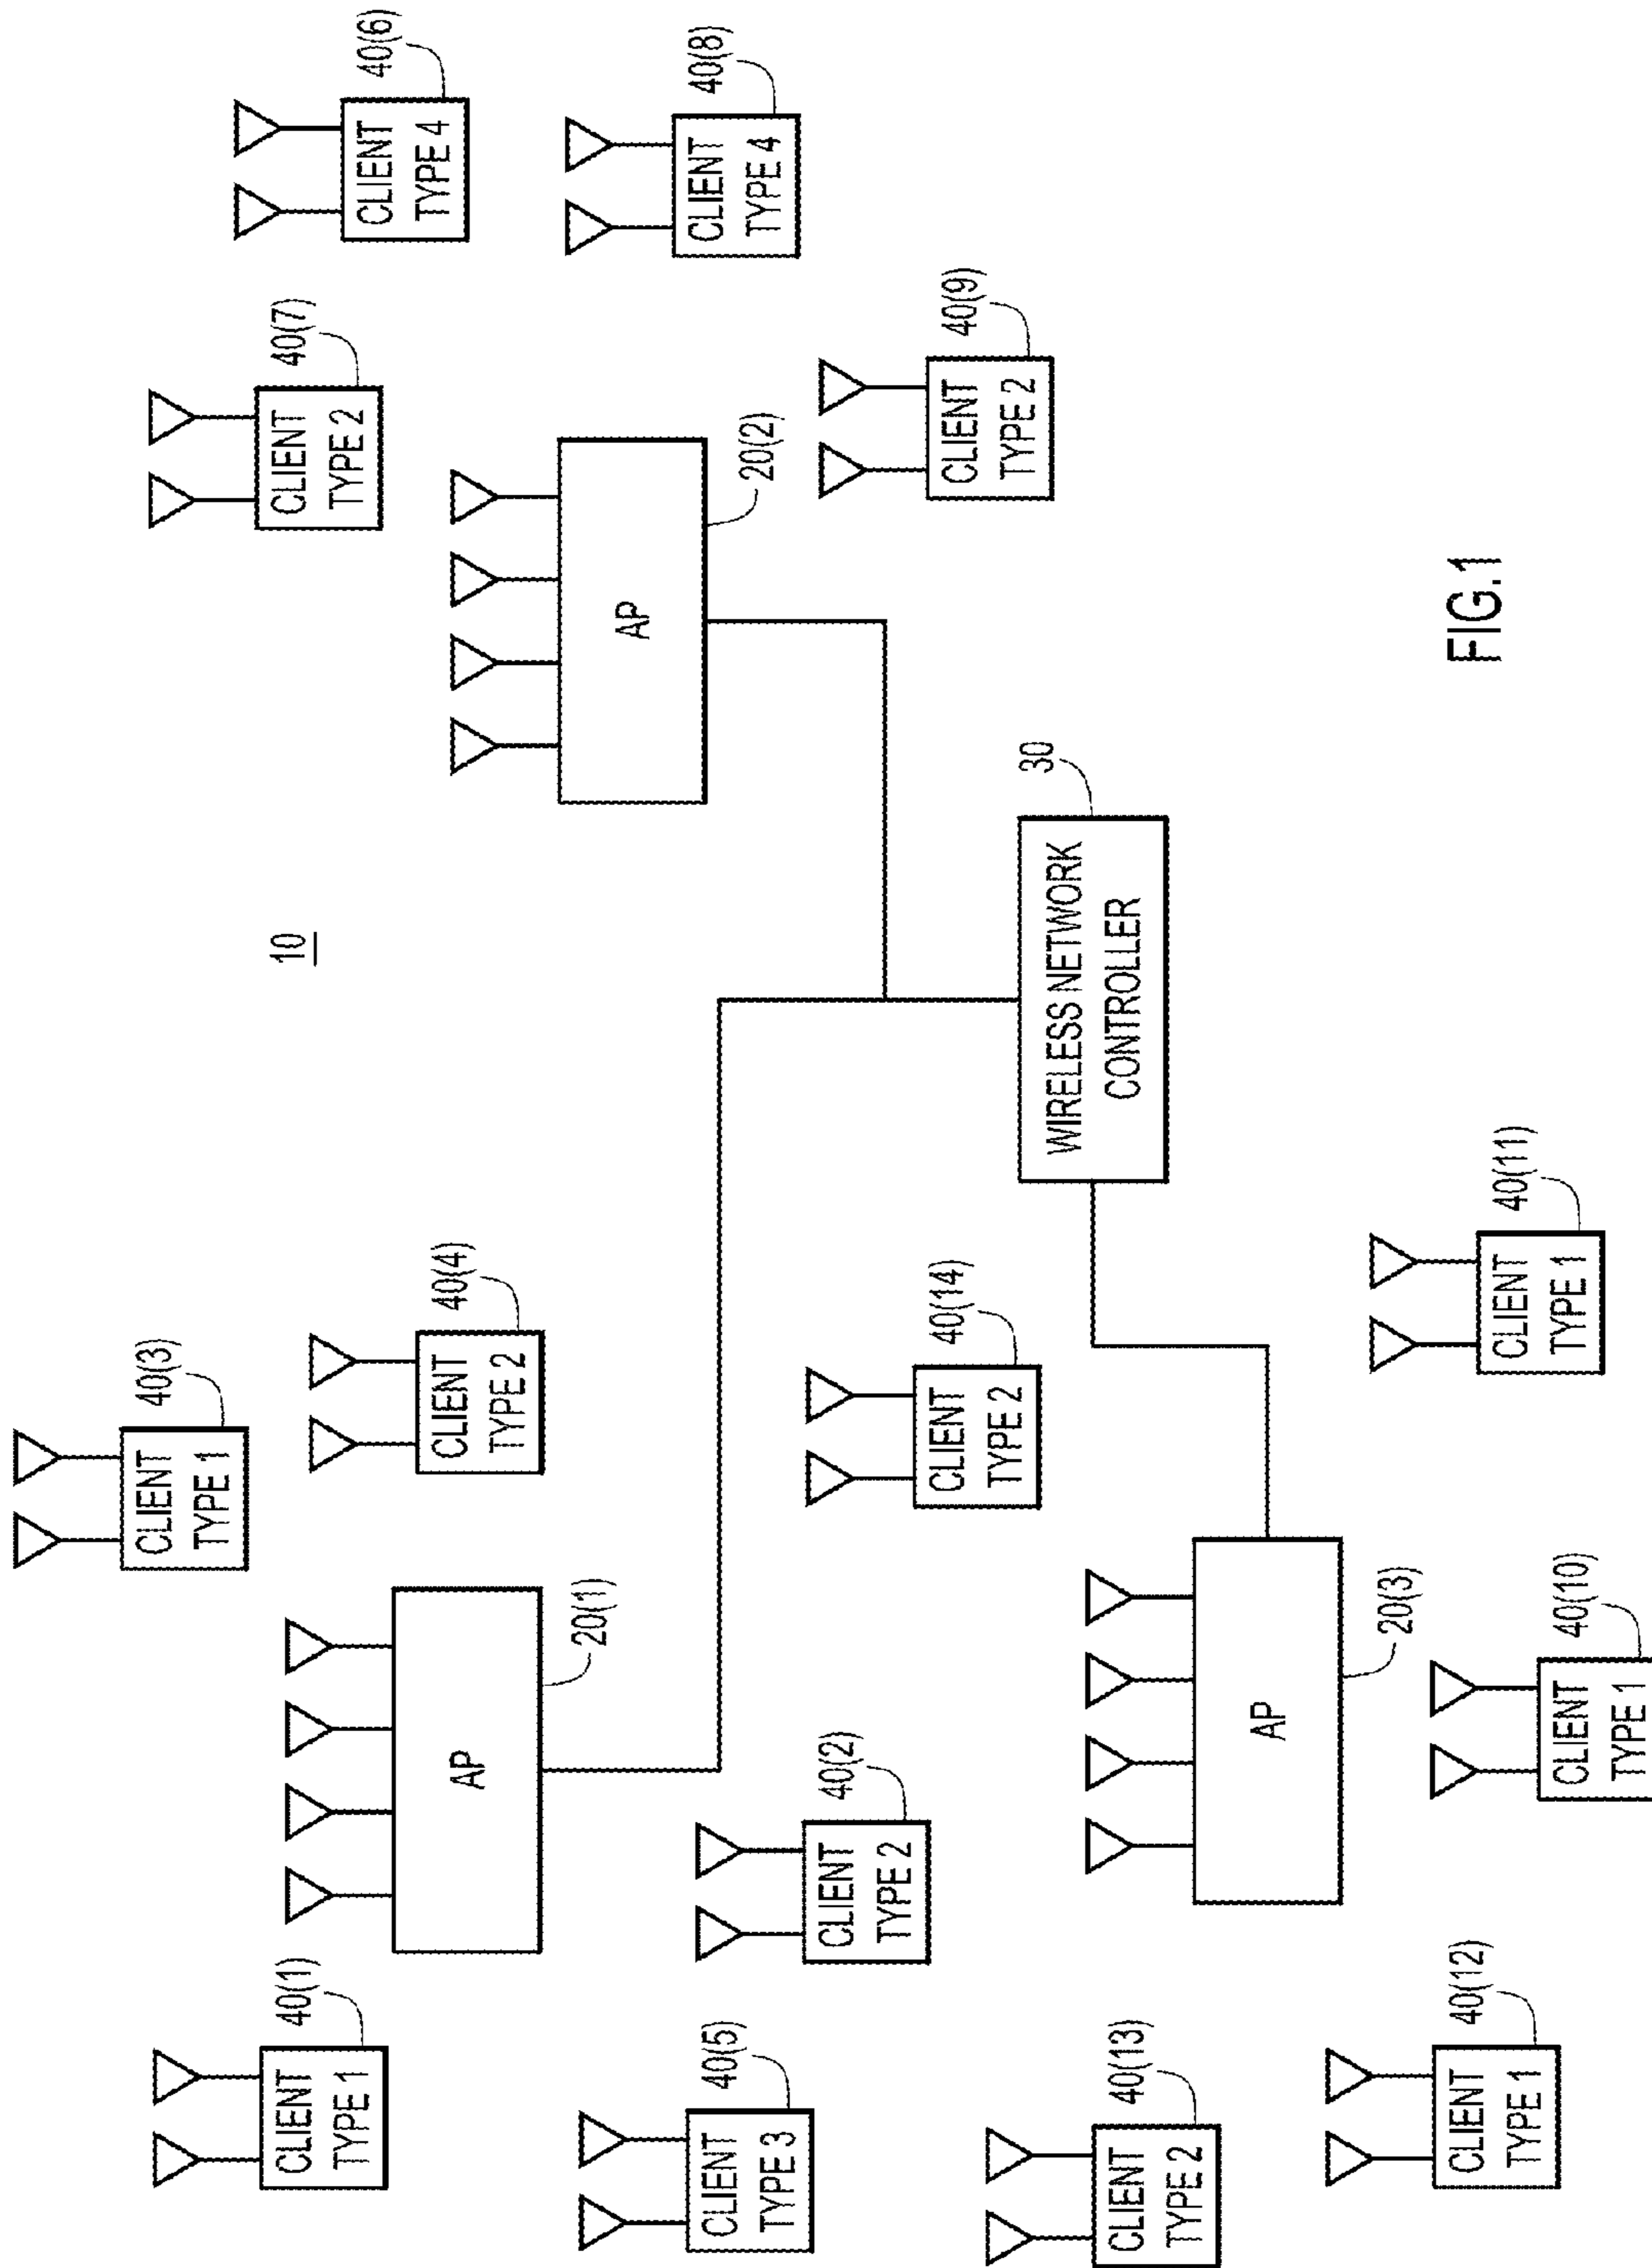 10
40(3)
CLIENT
TYPE 1
40(1)
CLIENT
TYPE 1
AP
20(1)
40(4)
CLIENT
TYPE 2
40(7)
CLIENT
TYPE 2
40(6)
CLIENT
TYPE 4
AP
20(2)
40(8)
CLIENT
TYPE 4
40(5)
CLIENT
TYPE 3
40(2)
CLIENT
TYPE 2
40(14)
CLIENT
TYPE 2
40(9)
CLIENT
TYPE 2
30
WIRELESS NETWORK
CONTROLLER
40(13)
CLIENT
TYPE 2
AP
20(3)
40(12)
CLIENT
TYPE 1
40(10)
CLIENT
TYPE 1
40(11)
CLIENT
TYPE 1
FIG.1